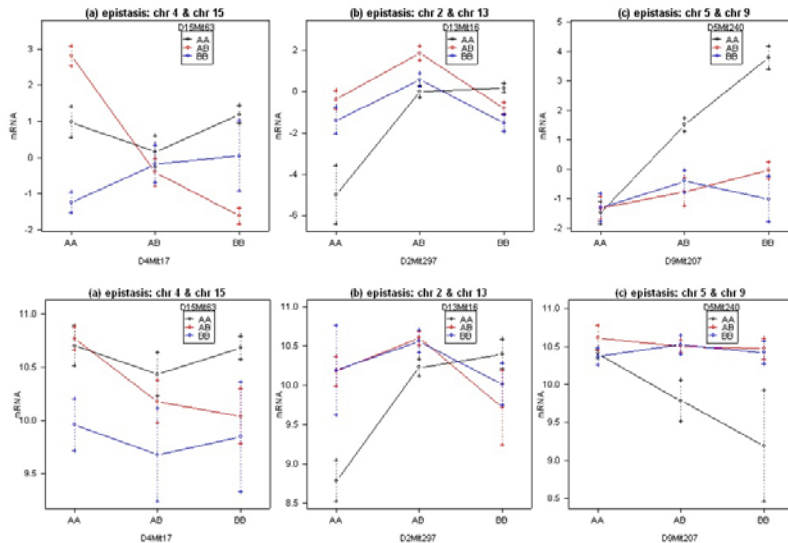 (a) epistasis: chr 4 & chr 15
D15Mit63
AA
AB
BB
mRNA
3
2
1
0
-1
-2
AA
AB
BB
D4Mit17
(b) epistasis: chr 2 & chr 13
D13Mit16
AA
AB
BB
mRNA
2
0
-2
-4
-6
AA
AB
BB
D2Mit297
(c) epistasis: chr 5 & chr 9
D5Mit240
AA
AB
BB
mRNA
4
3
2
1
0
-1
-2
AA
AB
BB
D9Mit207
(a) epistasis: chr 4 & chr 15
D15Mit63
AA
AB
BB
mRNA
11.0
10.5
10.0
9.5
AA
AB
BB
D4Mit17
(b) epistasis: chr 2 & chr 13
D13Mit16
AA
AB
BB
mRNA
11.0
10.5
10.0
9.5
9.0
8.5
AA
AB
BB
D2Mit297
(c) epistasis: chr 5 & chr 9
D5Mit240
AA
AB
BB
mRNA
11.0
10.5
10.0
9.5
9.0
8.5
AA
AB
BB
D9Mit207